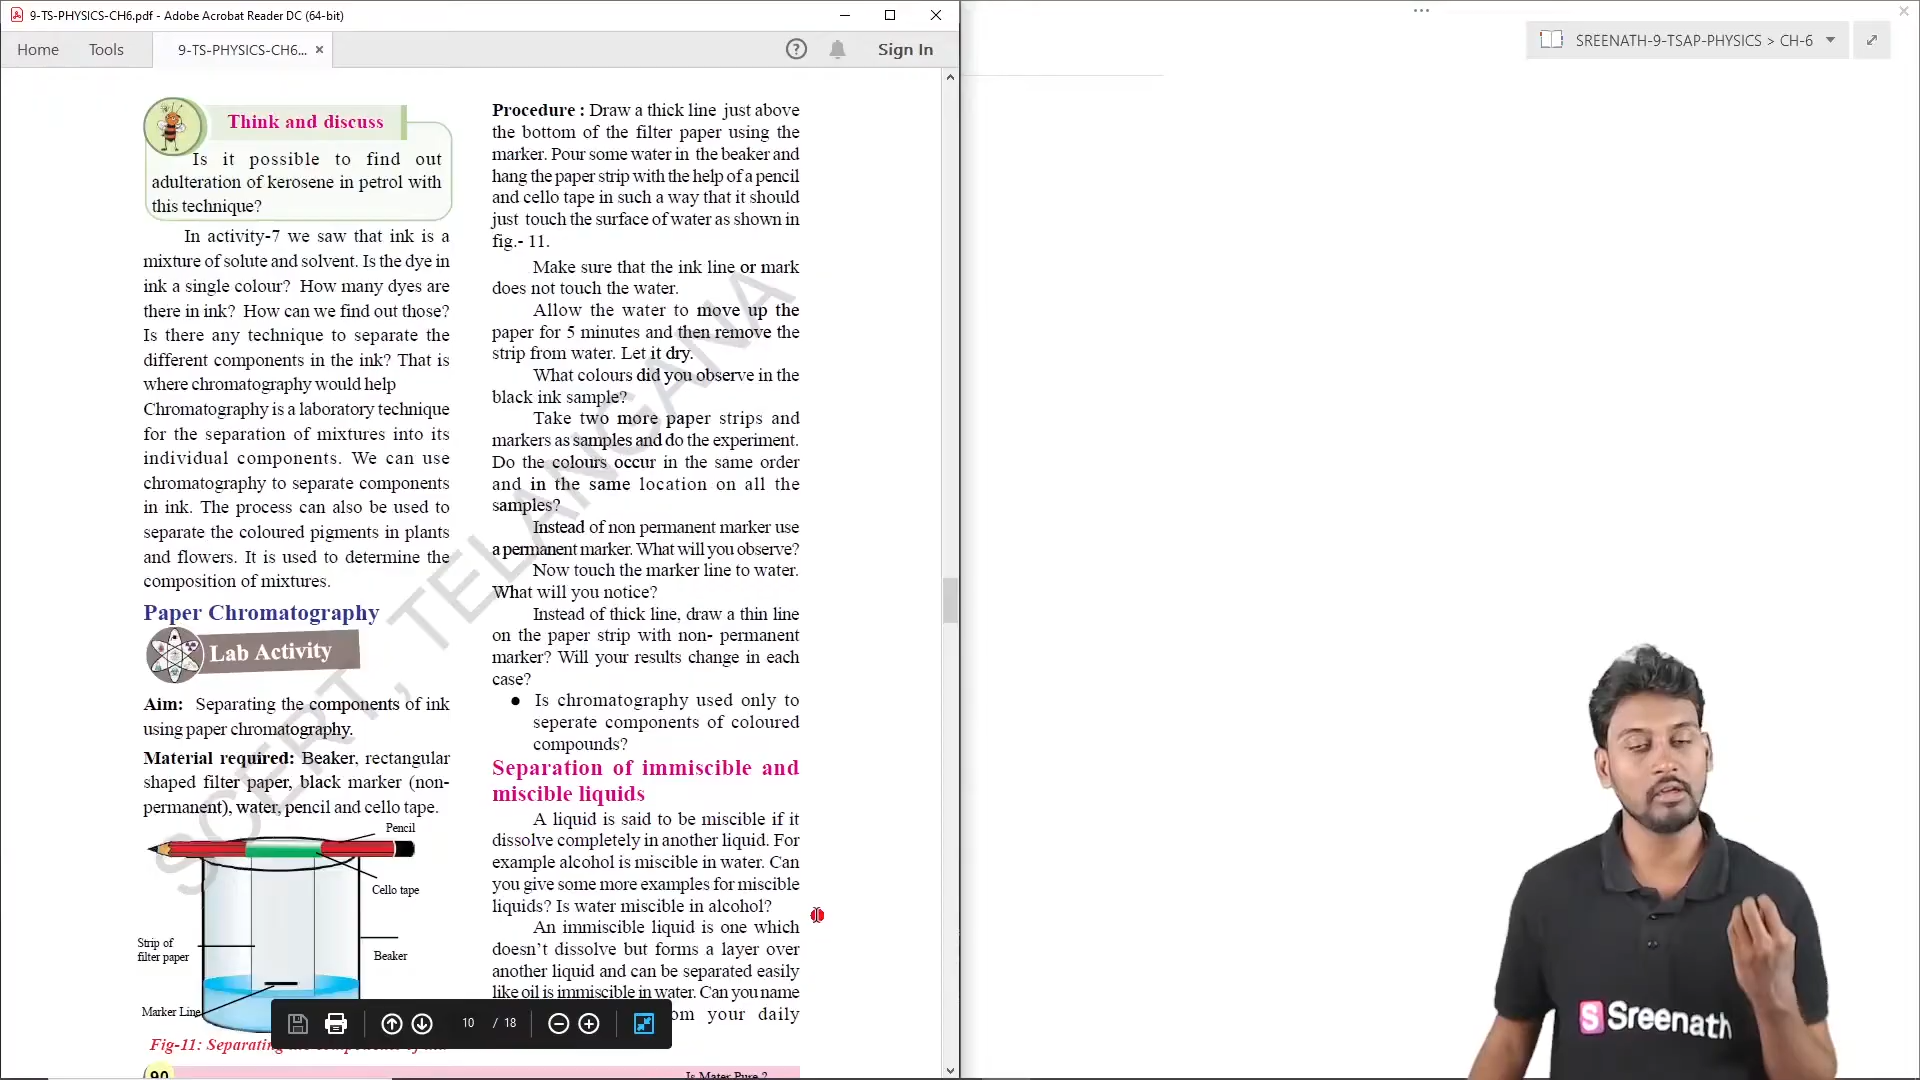 9-TS-PHYSICS-CH6.pdf - Adobe Acrobat Reader DC (64-bit)
Home
Tools
9-TS-PHYSICS-CH6...
Sign In
SREENATH-9-TSAP-PHYSICS > CH-6
Think and discuss
Is it possible to find out
adulteration of kerosene in petrol with
this technique?
In activity-7 we saw that ink is a
mixture of solute and solvent. Is the dye in
ink a single colour? How many dyes are
there in ink? How can we find out those?
Is there any technique to separate the
different components in the ink? That is
where chromatography would help
Chromatography is a laboratory technique
for the separation of mixtures into its
individual components. We can use
chromatography to separate components
in ink. The process can also be used to
separate the coloured pigments in plants
and flowers. It is used to determine the
composition of mixtures.
Paper Chromatography
Lab Activity
Aim: Separating the components of ink
using paper chromatography.
Material required: Beaker, rectangular
shaped filter paper, black marker (non-
permanent), water, pencil and cello tape.
Pencil
Cello tape
Strip of
filter paper
Beaker
Marker Line
Fig-11: Separating
90
Procedure : Draw a thick line just above
the bottom of the filter paper using the
marker. Pour some water in the beaker and
hang the paper strip with the help of a pencil
and cello tape in such a way that it should
just touch the surface of water as shown in
fig.- 11.
Make sure that the ink line or mark
does not touch the water.
Allow the water to move up the
paper for 5 minutes and then remove the
strip from water. Let it dry.
What colours did you observe in the
black ink sample?
Take two more paper strips and
markers as samples and do the experiment.
Do the colours occur in the same order
and in the same location on all the
samples?
Instead of non permanent marker use
a permanent marker. What will you observe?
Now touch the marker line to water.
What will you notice?
Instead of thick line, draw a thin line
on the paper strip with non- permanent
marker? Will your results change in each
case?
● Is chromatography used only to
seperate components of coloured
compounds?
Separation of immiscible and
miscible liquids
A liquid is said to be miscible if it
dissolve completely in another liquid. For
example alcohol is miscible in water. Can
you give some more examples for miscible
liquids? Is water miscible in alcohol?
An immiscible liquid is one which
doesn't dissolve but forms a layer over
another liquid and can be separated easily
like oil is immiscible in water. Can you name
your daily
Is Mater Pure ?
SCERT, TELANGANA
10 / 18
S Sreenath